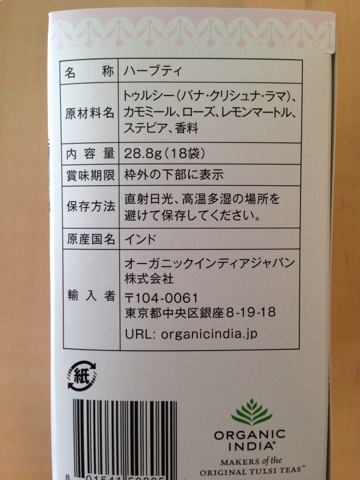 名称 ハーブティ
原材料名 トゥルシー(バナ・クリシュナ・ラマ)、
カモミール、ローズ、レモンマートル、
ステビア、香料
内容量 28.8g(18袋)
賞味期限 枠外の下部に表示
保存方法 直射日光、高温多湿の場所を
避けて保存してください。
原産国名 インド
輸入者 オーガニックインディアジャパン
株式会社
〒104-0061
東京都中央区銀座8-19-18
URL: organicindia.jp
紙
ORGANIC
INDIA®
MAKERS of the
ORIGINAL TULSI TEAS™